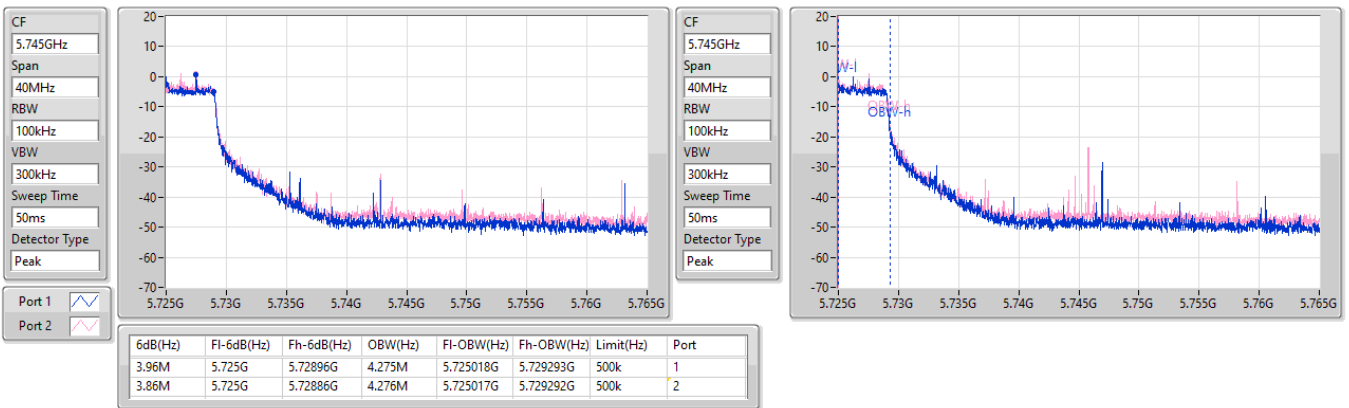 CF
5.745GHz
Span
40MHz
RBW
100kHz
VBW
300kHz
Sweep Time
50ms
Detector Type
Peak
Port 1
Port 2
20
10
0
-10
-20
-30
-40
-50
-60
-70
5.725G 5.73G 5.735G 5.74G 5.745G 5.75G 5.755G 5.76G 5.765G
CF
5.745GHz
Span
40MHz
RBW
100kHz
VBW
300kHz
Sweep Time
50ms
Detector Type
Peak
20
10
0
-10
-20
-30
-40
-50
-60
-70
W-l
OBW-h
OBW-h
5.725G 5.73G 5.735G 5.74G 5.745G 5.75G 5.755G 5.76G 5.765G
6dB(Hz) Fl-6dB(Hz) Fh-6dB(Hz) OBW(Hz) Fl-OBW(Hz) Fh-OBW(Hz) Limit(Hz) Port
3.96M 5.725G 5.72896G 4.275M 5.725018G 5.729293G 500k 1
3.86M 5.725G 5.72886G 4.276M 5.725017G 5.729292G 500k 2